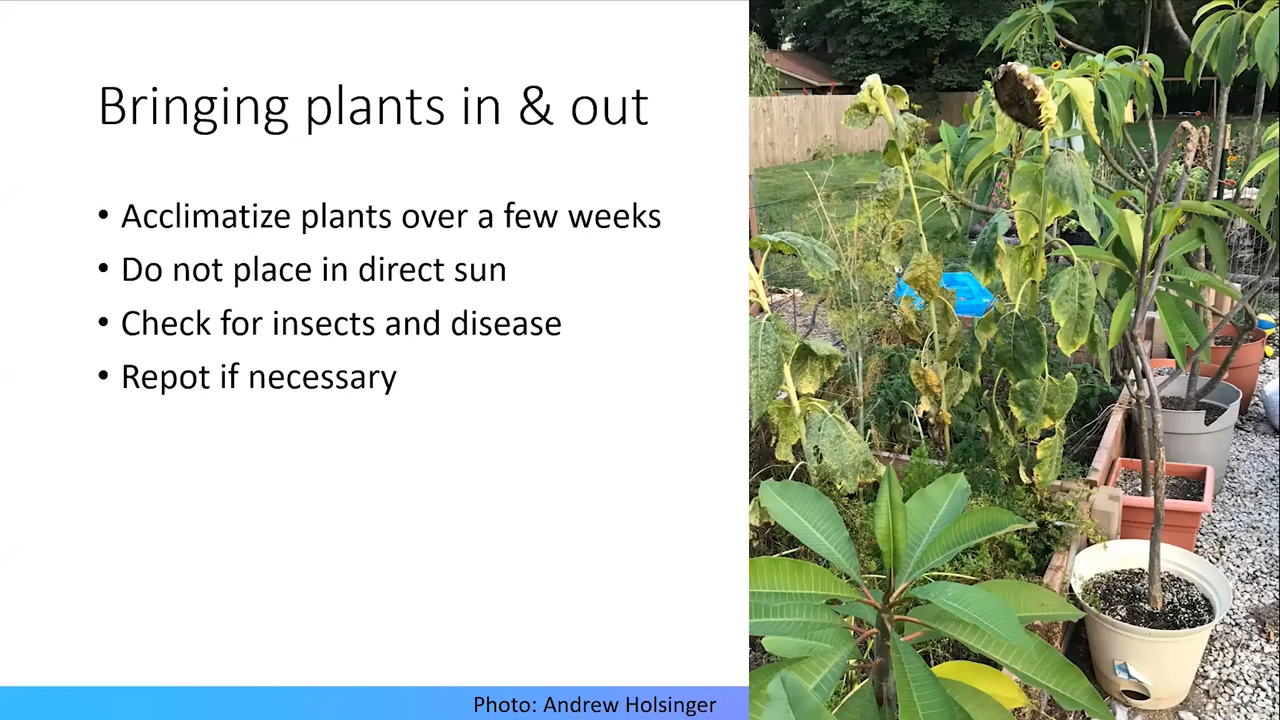 Bringing plants in & out
• Acclimatize plants over a few weeks
• Do not place in direct sun
• Check for insects and disease
• Repot if necessary
Photo: Andrew Holsinger